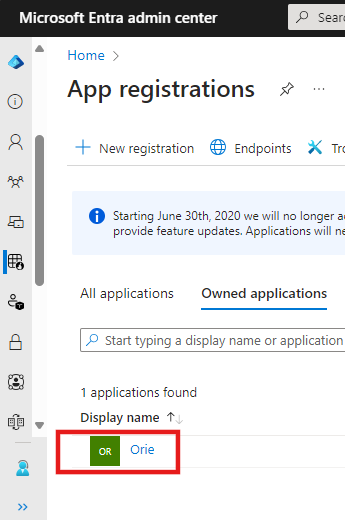 Microsoft Entra admin center
Sear
Home
App registrations
New registration
Endpoints
Tro
Starting June 30th, 2020 we will no longer a
provide feature updates. Applications will ne
All applications
Owned applications
Start typing a display name or application
1 applications found
Display name
OR
Orie